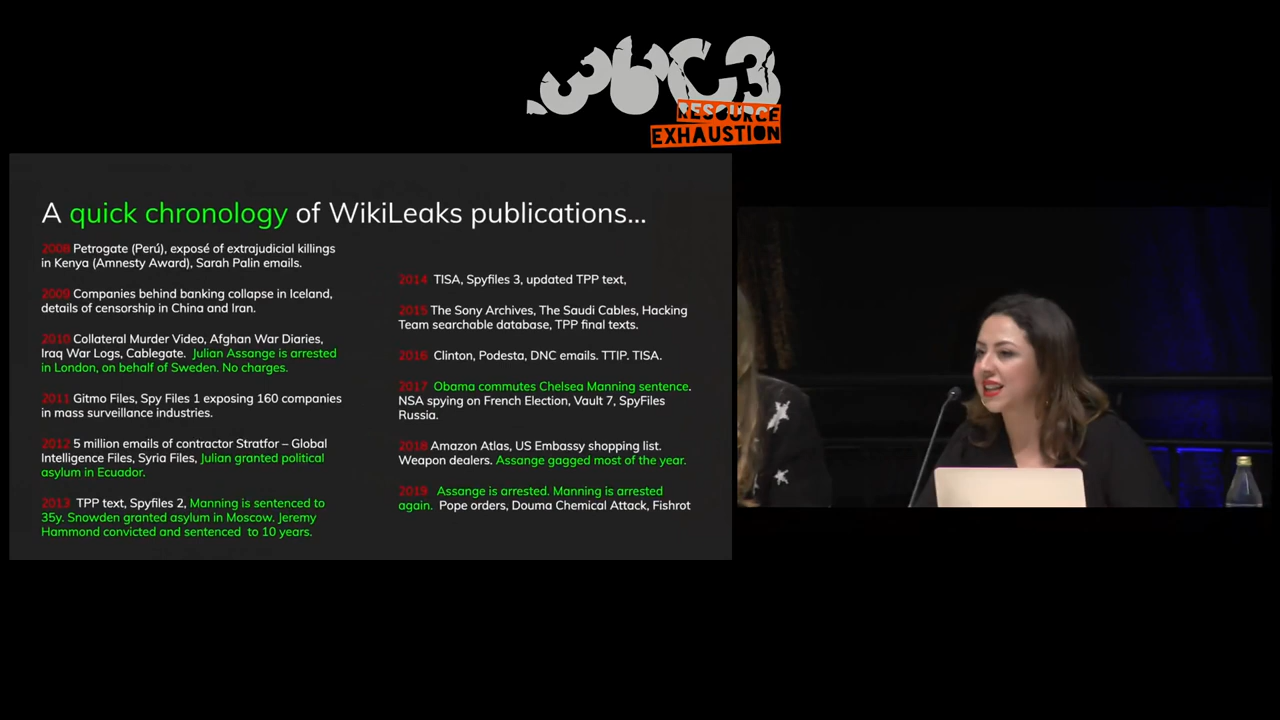 36C3
RESOURCE
EXHAUSTION
A quick chronology of WikiLeaks publications...
2008 Petrogate (Perú), exposé of extrajudicial killings
in Kenya (Amnesty Award), Sarah Palin emails.
2009 Companies behind banking collapse in Iceland,
details of censorship in China and Iran.
2010 Collateral Murder Video, Afghan War Diaries,
Iraq War Logs, Cablegate. Julian Assange is arrested
in London, on behalf of Sweden. No charges.
2011 Gitmo Files, Spy Files 1 exposing 160 companies
in mass surveillance industries.
2012 5 million emails of contractor Stratfor – Global
Intelligence Files, Syria Files, Julian granted political
asylum in Ecuador.
2013 TPP text, Spyfiles 2, Manning is sentenced to
35y. Snowden granted asylum in Moscow. Jeremy
Hammond convicted and sentenced to 10 years.
2014 TISA, Spyfiles 3, updated TPP text,
2015 The Sony Archives, The Saudi Cables, Hacking
Team searchable database, TPP final texts.
2016 Clinton, Podesta, DNC emails. TTIP. TISA.
2017 Obama commutes Chelsea Manning sentence.
NSA spying on French Election, Vault 7, SpyFiles
Russia.
2018 Amazon Atlas, US Embassy shopping list.
Weapon dealers. Assange gagged most of the year.
2019 Assange is arrested. Manning is arrested
again. Pope orders, Douma Chemical Attack, Fishrot